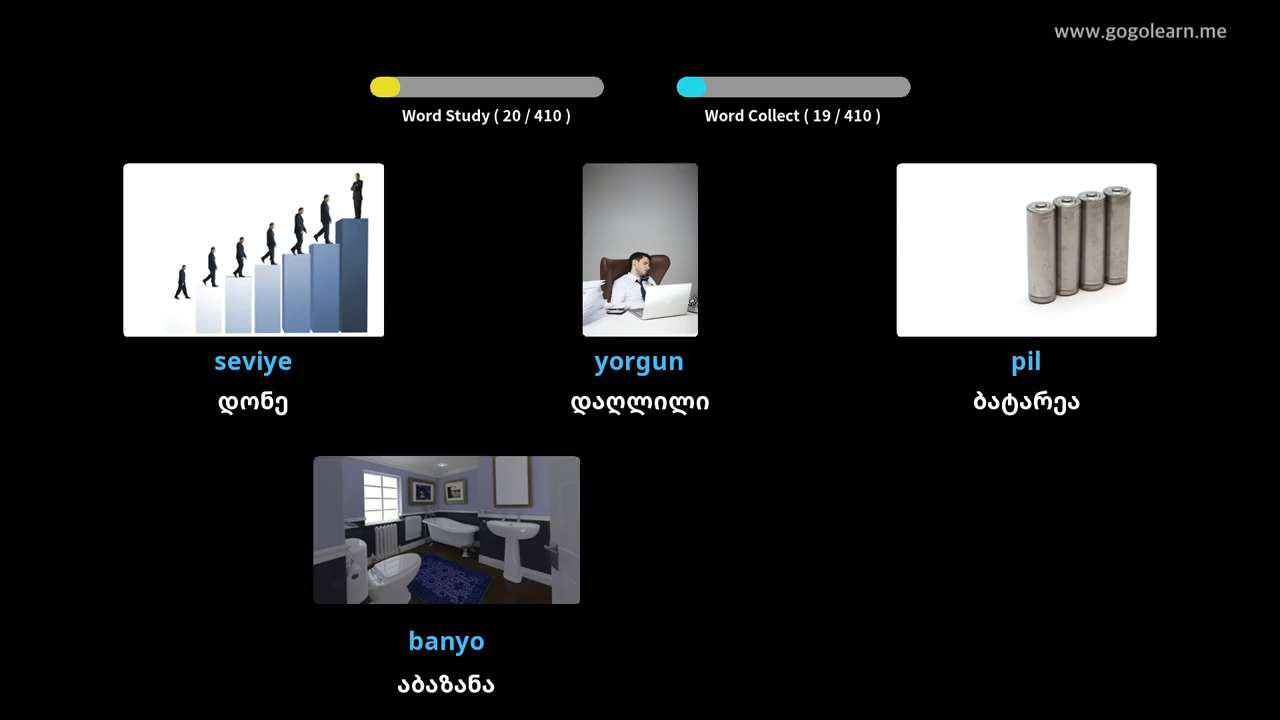 www.gogolearn.me
Word Study ( 20 / 410 )
Word Collect ( 19 / 410 )
seviye
yorgun
pil
დონე
დაღლილი
ბატარეა
banyo
აბაზანა